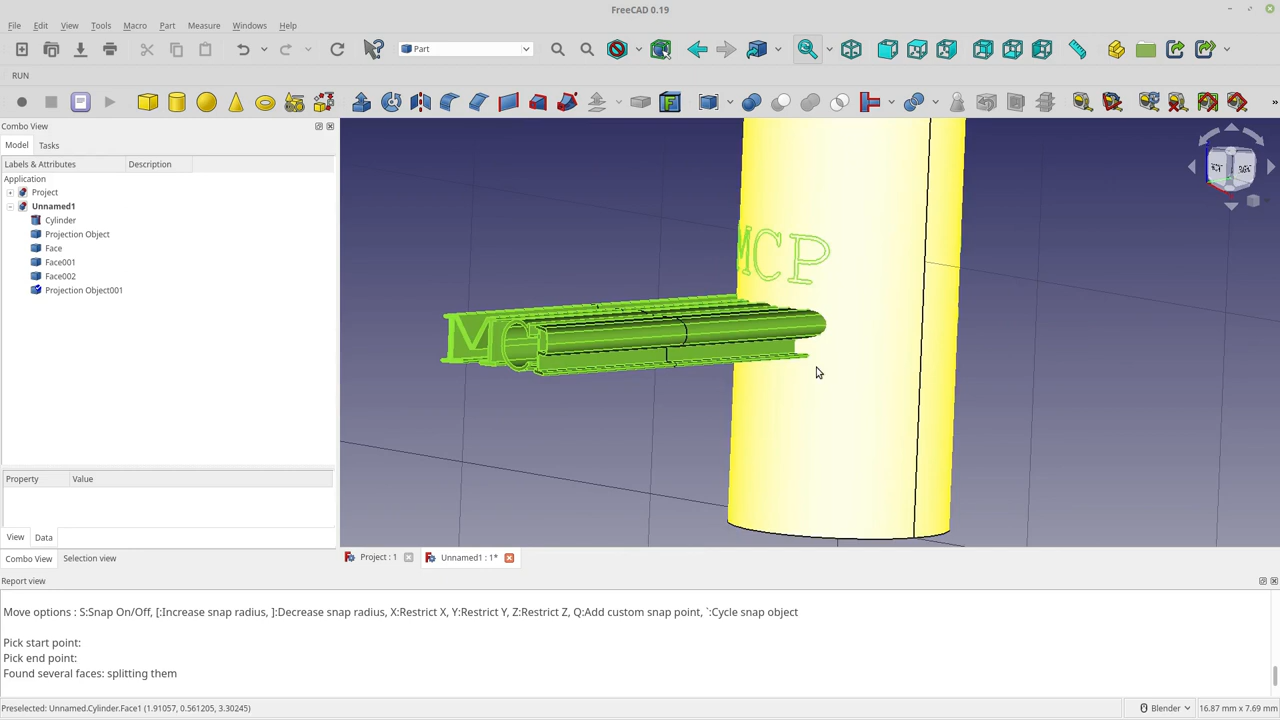 FreeCAD 0.19
File Edit View Tools Macro Part Measure Windows Help
Part
RUN
Combo View
Model Tasks
Labels & Attributes Description
Application
Project
Unnamed1
Cylinder
Projection Object
Face
Face001
Face002
Projection Object001
Property Value
View Data
Combo View Selection view
MCP
MCP
Project : 1 Unnamed1 : 1*
Report view
Move options : S:Snap On/Off, [:Increase snap radius, ]:Decrease snap radius, X:Restrict X, Y:Restrict Y, Z:Restrict Z, Q:Add custom snap point, `:Cycle snap object
Pick start point:
Pick end point:
Found several faces: splitting them
Preselected: Unnamed.Cylinder.Face1 (1.91057, 0.561205, 3.30245) Blender 16.87 mm x 7.69 mm